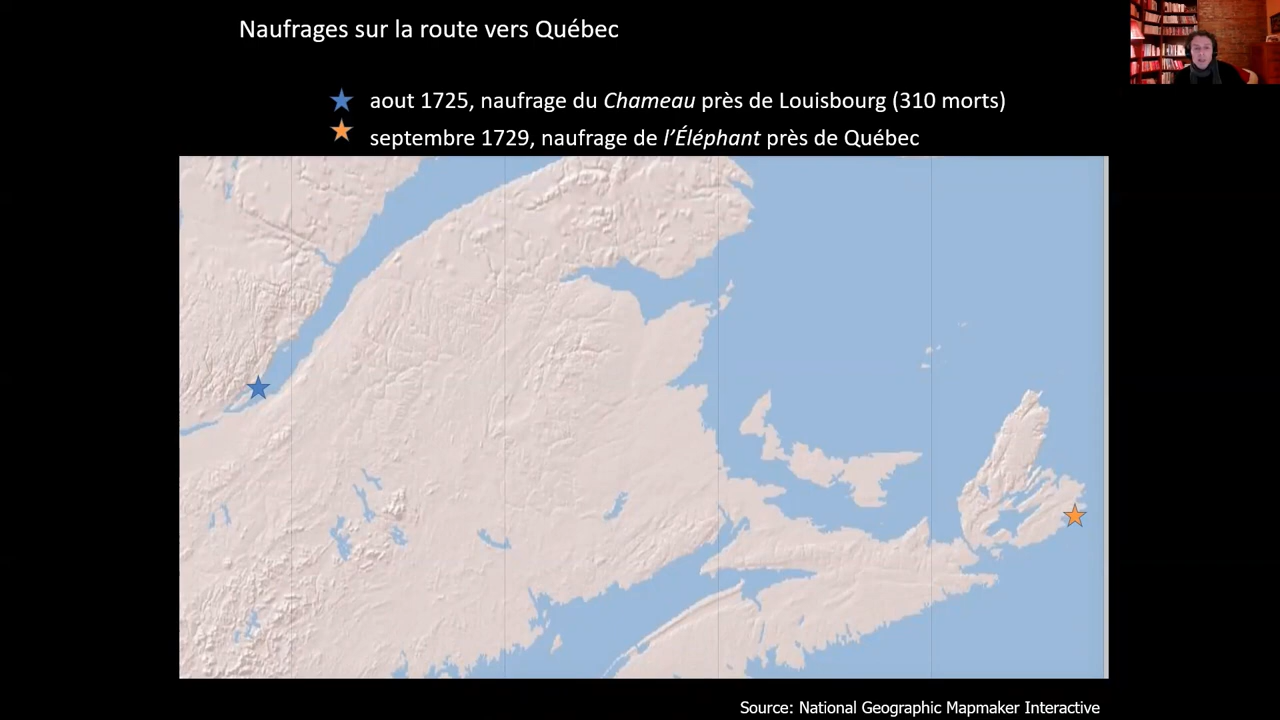 Naufrages sur la route vers Québec
aout 1725, naufrage du Chameau près de Louisbourg (310 morts)
septembre 1729, naufrage de l'Éléphant près de Québec
Source: National Geographic Mapmaker Interactive